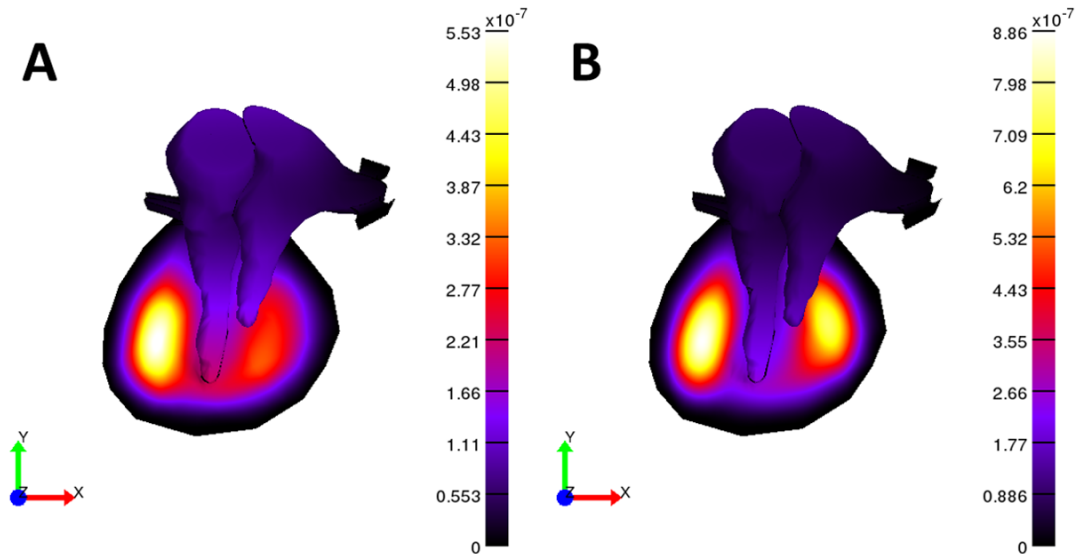 A
x10-7
5.53
4.98
4.43
3.87
3.32
2.77
2.21
1.66
1.11
0.553
0
Y
Z
X
B
x10-7
8.86
7.98
7.09
6.2
5.32
4.43
3.55
2.66
1.77
0.886
0
Y
Z
X